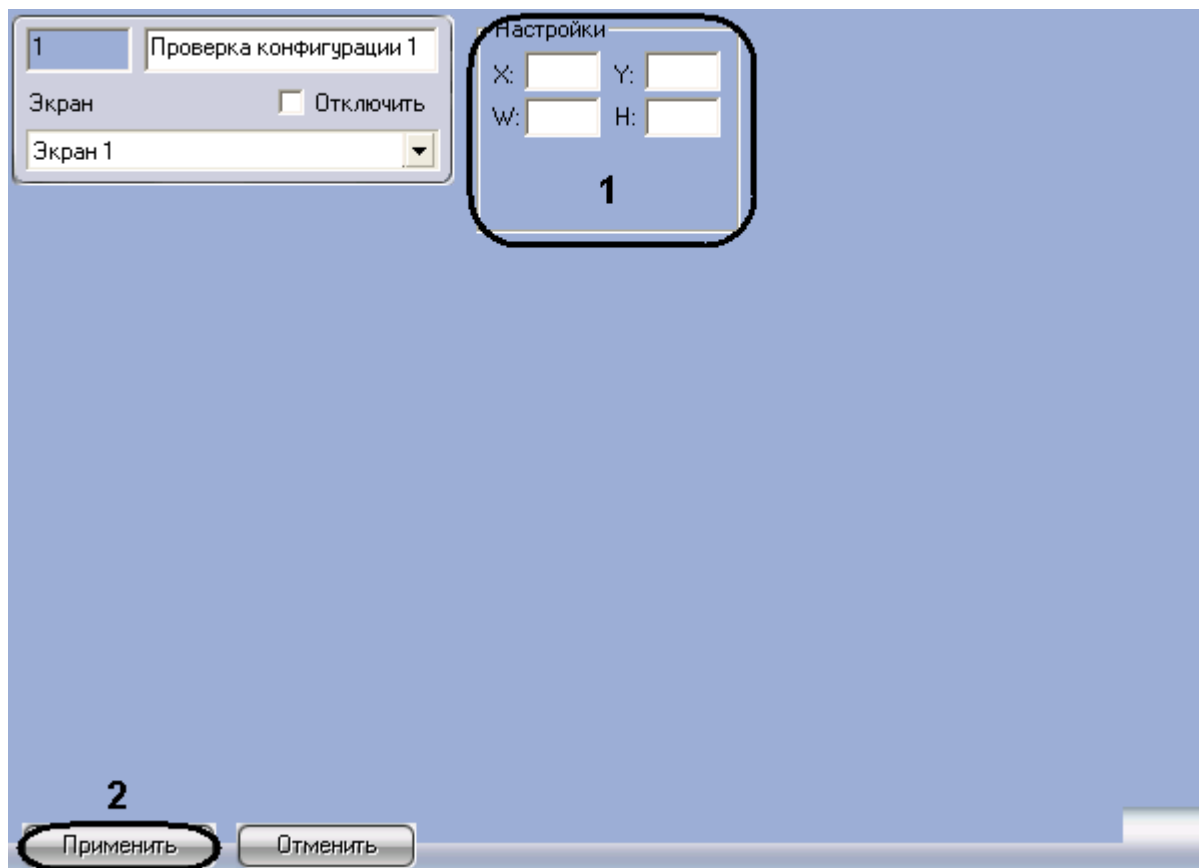 1
Проверка конфигурации 1
Экран
Отключить
Экран 1
Настройки
X:
Y:
W:
H:
1
2
Применить
Отменить